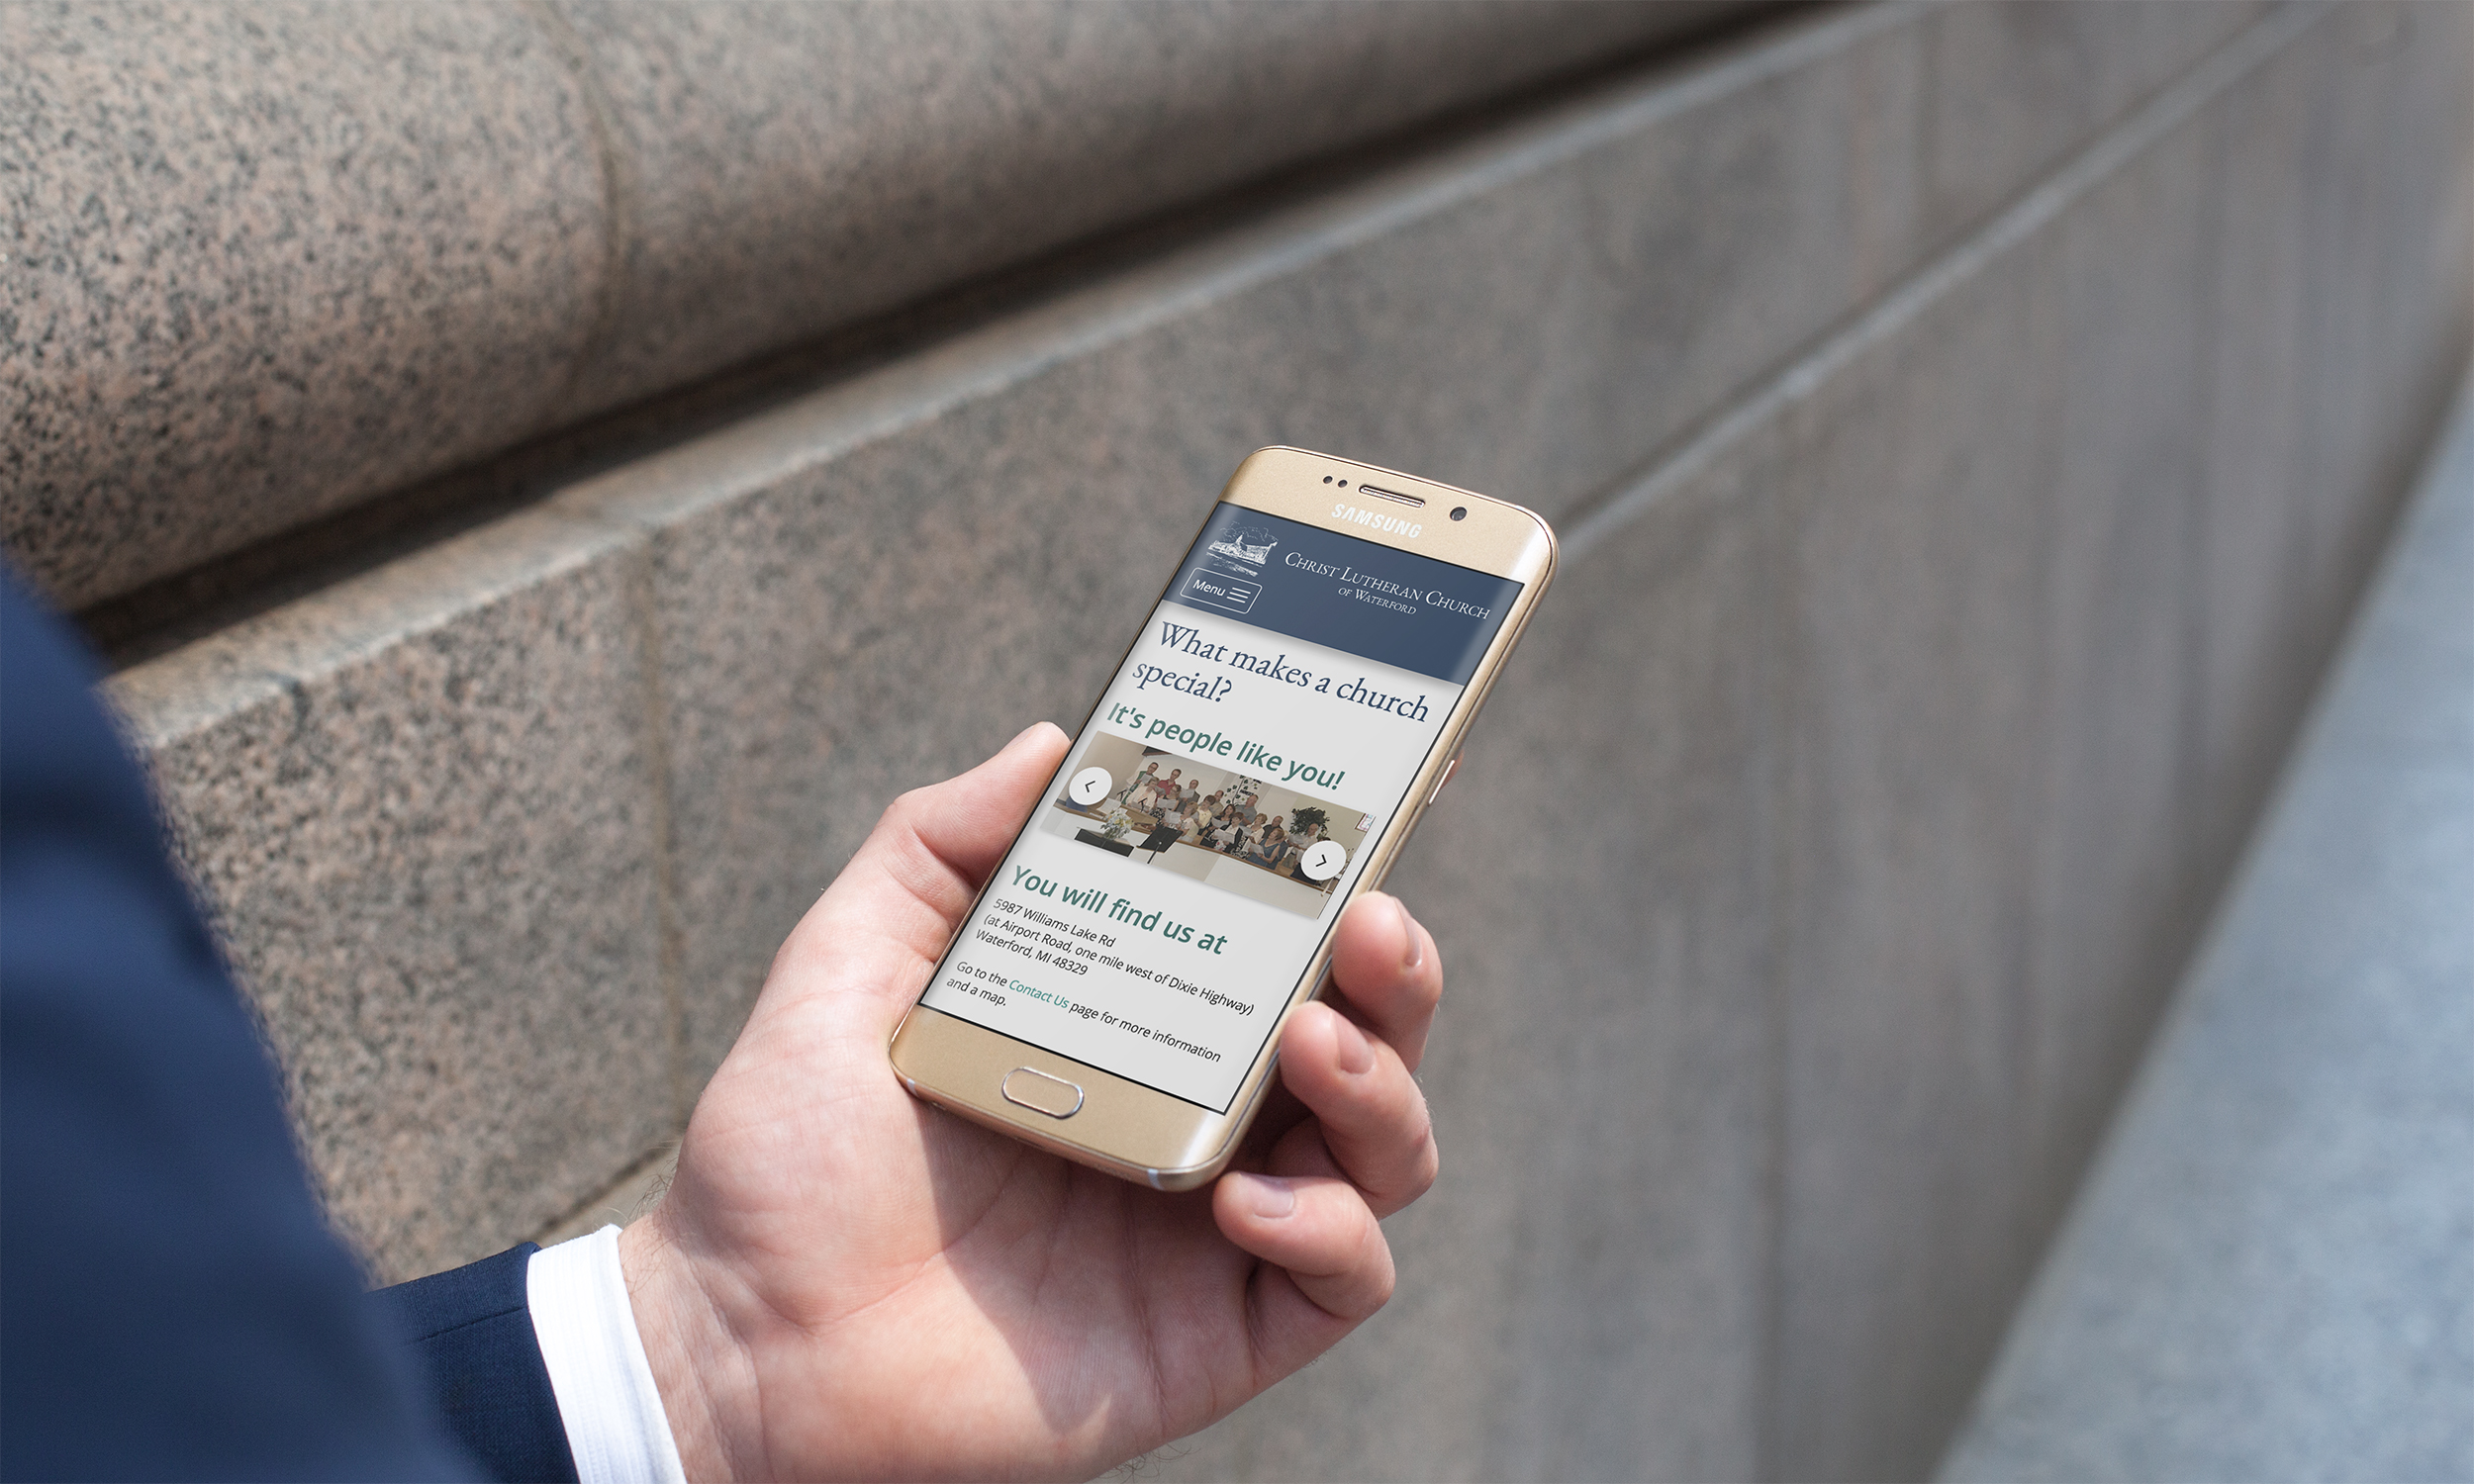 SAMSUNG
CHRIST LUTHERAN CHURCH
OF WATERFORD
Menu
What makes a church
special?
It's people like you!
You will find us at
5987 Williams Lake Rd
(at Airport Road, one mile west of Dixie Highway)
Waterford, MI 48329
Go to the Contact Us page for more information
and a map.